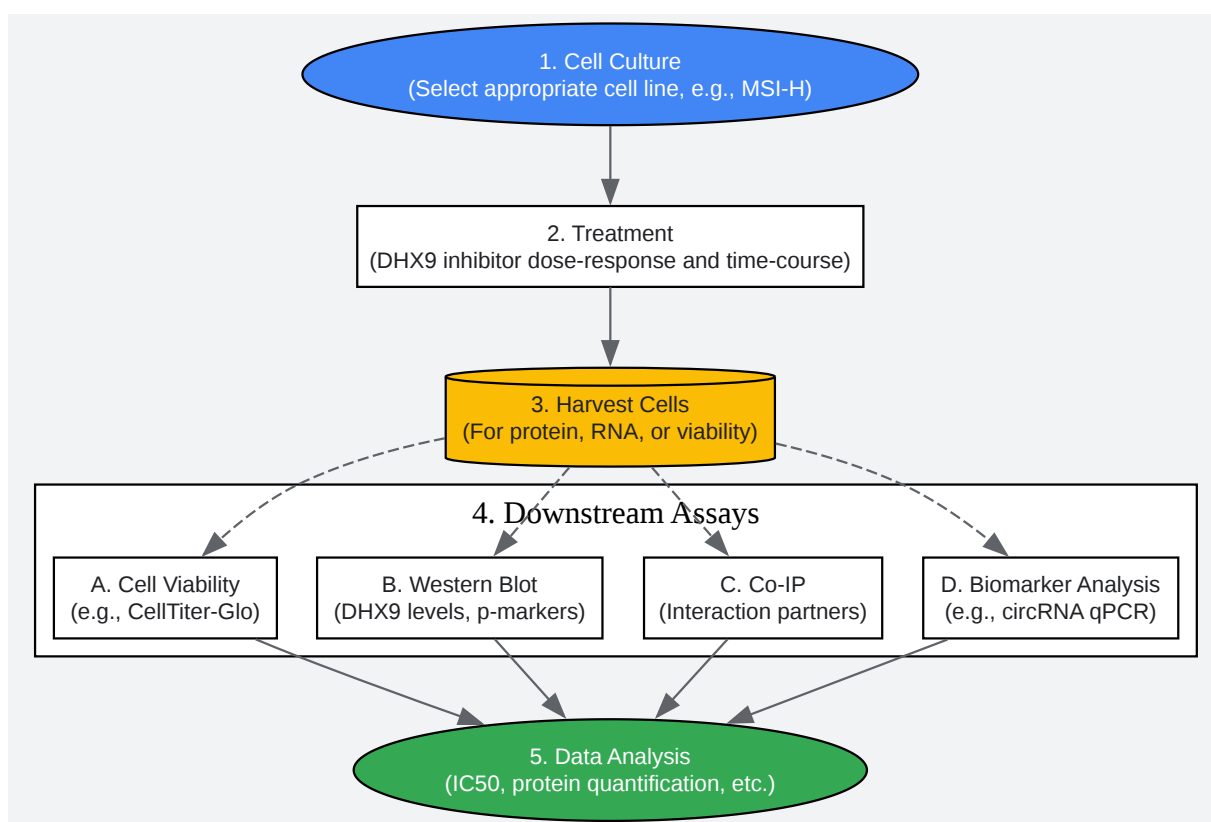 1. Cell Culture
(Select appropriate cell line, e.g., MSI-H)
2. Treatment
(DHX9 inhibitor dose-response and time-course)
3. Harvest Cells
(For protein, RNA, or viability)
4. Downstream Assays
A. Cell Viability
(e.g., CellTiter-Glo)
B. Western Blot
(DHX9 levels, p-markers)
C. Co-IP
(Interaction partners)
D. Biomarker Analysis
(e.g., circRNA qPCR)
5. Data Analysis
(IC50, protein quantification, etc.)